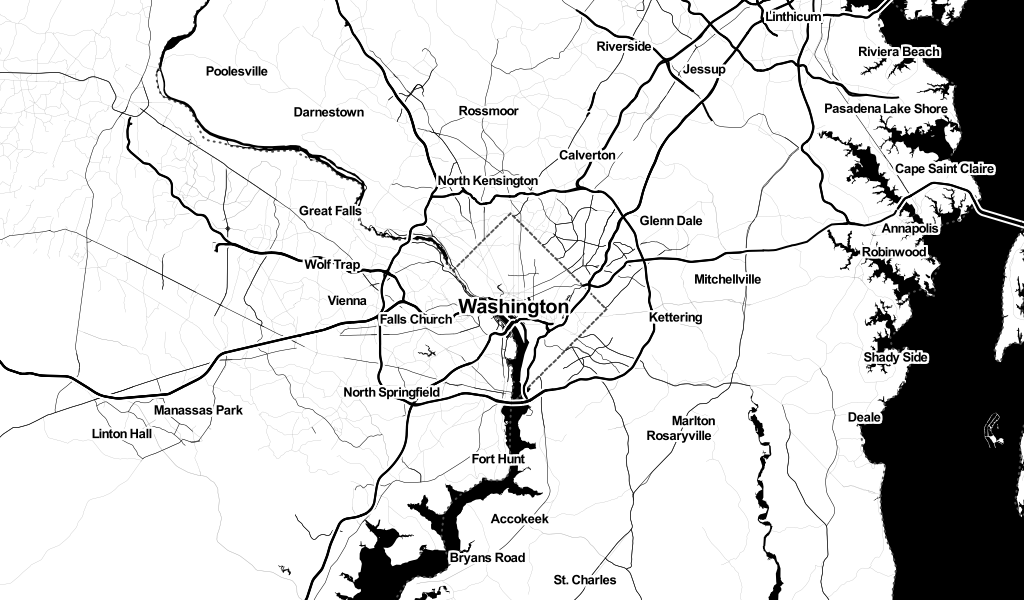 Linthicum
Riverside
Riviera Beach
Poolesville
Jessup
Darnestown
Rossmoor
Pasadena
Lake Shore
Calverton
Cape Saint Claire
North Kensington
Great Falls
Glenn Dale
Annapolis
Robinwood
Wolf Trap
Mitchellville
Vienna
Washington
Falls Church
Kettering
Shady Side
North Springfield
Manassas Park
Deale
Marlton
Linton Hall
Rosaryville
Fort Hunt
Accokeek
Bryans Road
St. Charles